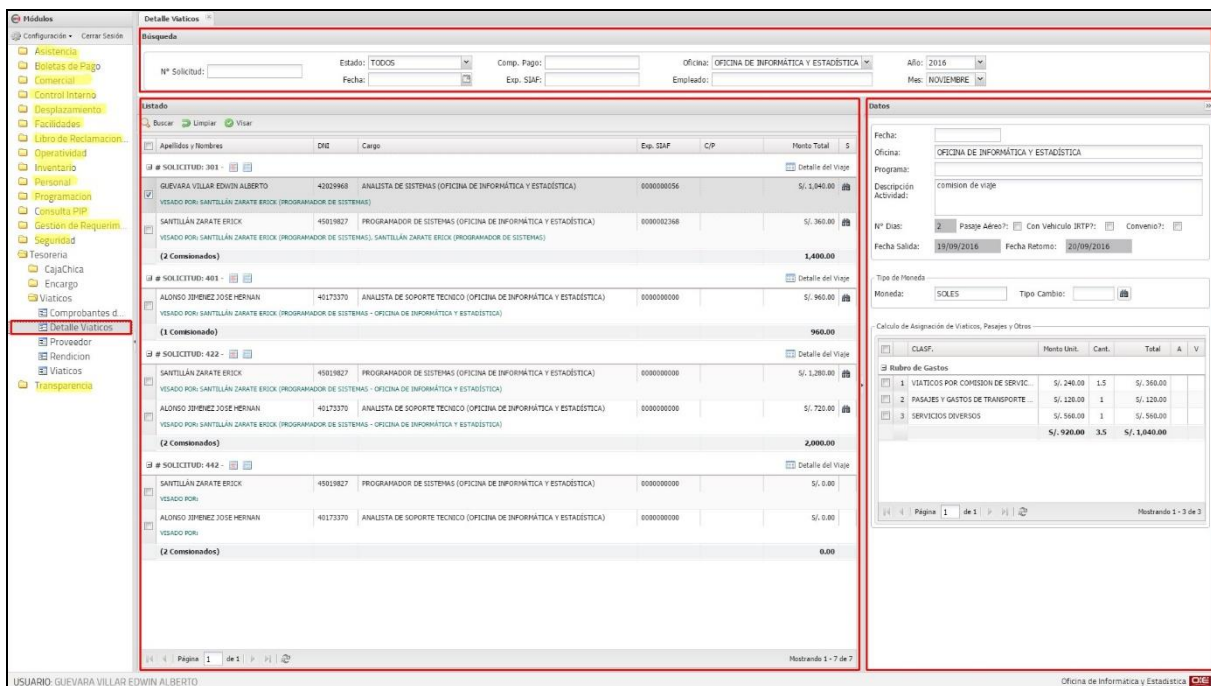 Módulos
Configuración Cerrar Sesión
Asistencia
Boletas de Pago
Comercial
Control Interno
Desplazamiento
Facilidades
Libro de Reclamacion...
Operatividad
Inventario
Personal
Programacion
Consulta PIP
Gestión de Requerim...
Seguridad
Tesoreria
CajaChica
Encargo
Viaticos
Comprobantes d...
Detalle Viaticos
Proveedor
Rendicion
Viaticos
Transparencia
Detalle Viaticos
Búsqueda
N° Solicitud: Estado: TODOS Comp. Pago: Oficina: OFICINA DE INFORMÁTICA Y ESTADÍSTICA Año: 2016
Fecha: Exp. SIAF: Empleado: Mes: NOVIEMBRE
Listado
Buscar Limpiar Visar
Apellidos y Nombres DNI Cargo Exp. SIAF C/P Monto Total S
# SOLICITUD: 301 - Detalle del Viaje
GUEVARA VILLAR EDWIN ALBERTO 42029968 ANALISTA DE SISTEMAS (OFICINA DE INFORMÁTICA Y ESTADÍSTICA) 0000000056 S/. 1,040.00
VISADO POR: SANTILLÁN ZARATE ERICK (PROGRAMADOR DE SISTEMAS)
SANTILLÁN ZARATE ERICK 45019827 PROGRAMADOR DE SISTEMAS (OFICINA DE INFORMÁTICA Y ESTADÍSTICA) 0000002368 S/. 360.00
VISADO POR: SANTILLÁN ZARATE ERICK (PROGRAMADOR DE SISTEMAS), SANTILLÁN ZARATE ERICK (PROGRAMADOR DE SISTEMAS)
(2 Comsionados) 1,400.00
# SOLICITUD: 401 - Detalle del Viaje
ALONSO JIMENEZ JOSE HERNAN 40173370 ANALISTA DE SOPORTE TECNICO (OFICINA DE INFORMÁTICA Y ESTADÍSTICA) 0000000000 S/. 960.00
VISADO POR: SANTILLÁN ZARATE ERICK (PROGRAMADOR DE SISTEMAS - OFICINA DE INFORMÁTICA Y ESTADÍSTICA)
(1 Comisionado) 960.00
# SOLICITUD: 422 - Detalle del Viaje
SANTILLÁN ZARATE ERICK 45019827 PROGRAMADOR DE SISTEMAS (OFICINA DE INFORMÁTICA Y ESTADÍSTICA) 0000000000 S/. 1,280.00
VISADO POR: SANTILLÁN ZARATE ERICK (PROGRAMADOR DE SISTEMAS - OFICINA DE INFORMÁTICA Y ESTADÍSTICA)
ALONSO JIMENEZ JOSE HERNAN 40173370 ANALISTA DE SOPORTE TECNICO (OFICINA DE INFORMÁTICA Y ESTADÍSTICA) 0000000000 S/. 720.00
VISADO POR: SANTILLÁN ZARATE ERICK (PROGRAMADOR DE SISTEMAS - OFICINA DE INFORMÁTICA Y ESTADÍSTICA)
(2 Comsionados) 2,000.00
# SOLICITUD: 442 - Detalle del Viaje
SANTILLÁN ZARATE ERICK 45019827 PROGRAMADOR DE SISTEMAS (OFICINA DE INFORMÁTICA Y ESTADÍSTICA) 0000000000 S/. 0.00
VISADO POR:
ALONSO JIMENEZ JOSE HERNAN 40173370 ANALISTA DE SOPORTE TECNICO (OFICINA DE INFORMÁTICA Y ESTADÍSTICA) 0000000000 S/. 0.00
VISADO POR:
(2 Comsionados) 0.00
Página 1 de 1 Mostrando 1 - 7 de 7
Datos
Fecha:
Oficina: OFICINA DE INFORMÁTICA Y ESTADÍSTICA
Programa:
Descripción Actividad: comision de viaje
N° Dias: 2 Pasaje Aéreo?: Con Vehiculo IRTP?: Convenio?:
Fecha Salida: 19/09/2016 Fecha Retorno: 20/09/2016
Tipo de Moneda
Moneda: SOLES Tipo Cambio:
Calculo de Asignación de Viaticos, Pasajes y Otros
CLASF. Monto Unit. Cant. Total A V
Rubro de Gastos
1 VIATICOS POR COMISION DE SERVIC... S/. 240.00 1.5 S/. 360.00
2 PASAJES Y GASTOS DE TRANSPORTE ... S/. 120.00 1 S/. 120.00
3 SERVICIOS DIVERSOS S/. 560.00 1 S/. 560.00
S/. 920.00 3.5 S/. 1,040.00
Página 1 de 1 Mostrando 1 - 3 de 3
USUARIO: GUEVARA VILLAR EDWIN ALBERTO Oficina de Informática y Estadística